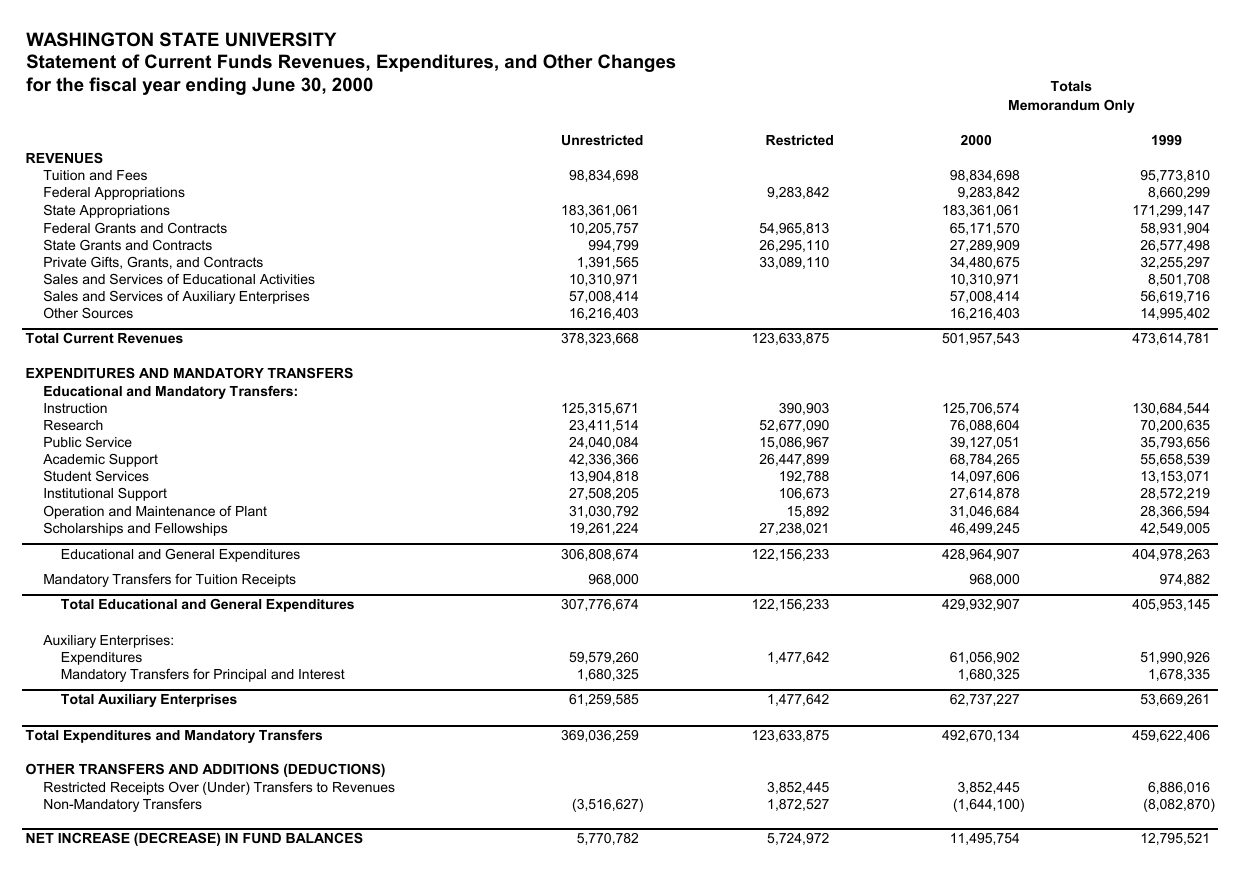 WASHINGTON STATE UNIVERSITY
Statement of Current Funds Revenues, Expenditures, and Other Changes
for the fiscal year ending June 30, 2000
Totals
Memorandum Only
Unrestricted Restricted 2000 1999
REVENUES
Tuition and Fees 98,834,698 98,834,698 95,773,810
Federal Appropriations 9,283,842 9,283,842 8,660,299
State Appropriations 183,361,061 183,361,061 171,299,147
Federal Grants and Contracts 10,205,757 54,965,813 65,171,570 58,931,904
State Grants and Contracts 994,799 26,295,110 27,289,909 26,577,498
Private Gifts, Grants, and Contracts 1,391,565 33,089,110 34,480,675 32,255,297
Sales and Services of Educational Activities 10,310,971 10,310,971 8,501,708
Sales and Services of Auxiliary Enterprises 57,008,414 57,008,414 56,619,716
Other Sources 16,216,403 16,216,403 14,995,402
Total Current Revenues 378,323,668 123,633,875 501,957,543 473,614,781
EXPENDITURES AND MANDATORY TRANSFERS
Educational and Mandatory Transfers:
Instruction 125,315,671 390,903 125,706,574 130,684,544
Research 23,411,514 52,677,090 76,088,604 70,200,635
Public Service 24,040,084 15,086,967 39,127,051 35,793,656
Academic Support 42,336,366 26,447,899 68,784,265 55,658,539
Student Services 13,904,818 192,788 14,097,606 13,153,071
Institutional Support 27,508,205 106,673 27,614,878 28,572,219
Operation and Maintenance of Plant 31,030,792 15,892 31,046,684 28,366,594
Scholarships and Fellowships 19,261,224 27,238,021 46,499,245 42,549,005
Educational and General Expenditures 306,808,674 122,156,233 428,964,907 404,978,263
Mandatory Transfers for Tuition Receipts 968,000 968,000 974,882
Total Educational and General Expenditures 307,776,674 122,156,233 429,932,907 405,953,145
Auxiliary Enterprises:
Expenditures 59,579,260 1,477,642 61,056,902 51,990,926
Mandatory Transfers for Principal and Interest 1,680,325 1,680,325 1,678,335
Total Auxiliary Enterprises 61,259,585 1,477,642 62,737,227 53,669,261
Total Expenditures and Mandatory Transfers 369,036,259 123,633,875 492,670,134 459,622,406
OTHER TRANSFERS AND ADDITIONS (DEDUCTIONS)
Restricted Receipts Over (Under) Transfers to Revenues 3,852,445 3,852,445 6,886,016
Non-Mandatory Transfers (3,516,627) 1,872,527 (1,644,100) (8,082,870)
NET INCREASE (DECREASE) IN FUND BALANCES 5,770,782 5,724,972 11,495,754 12,795,521